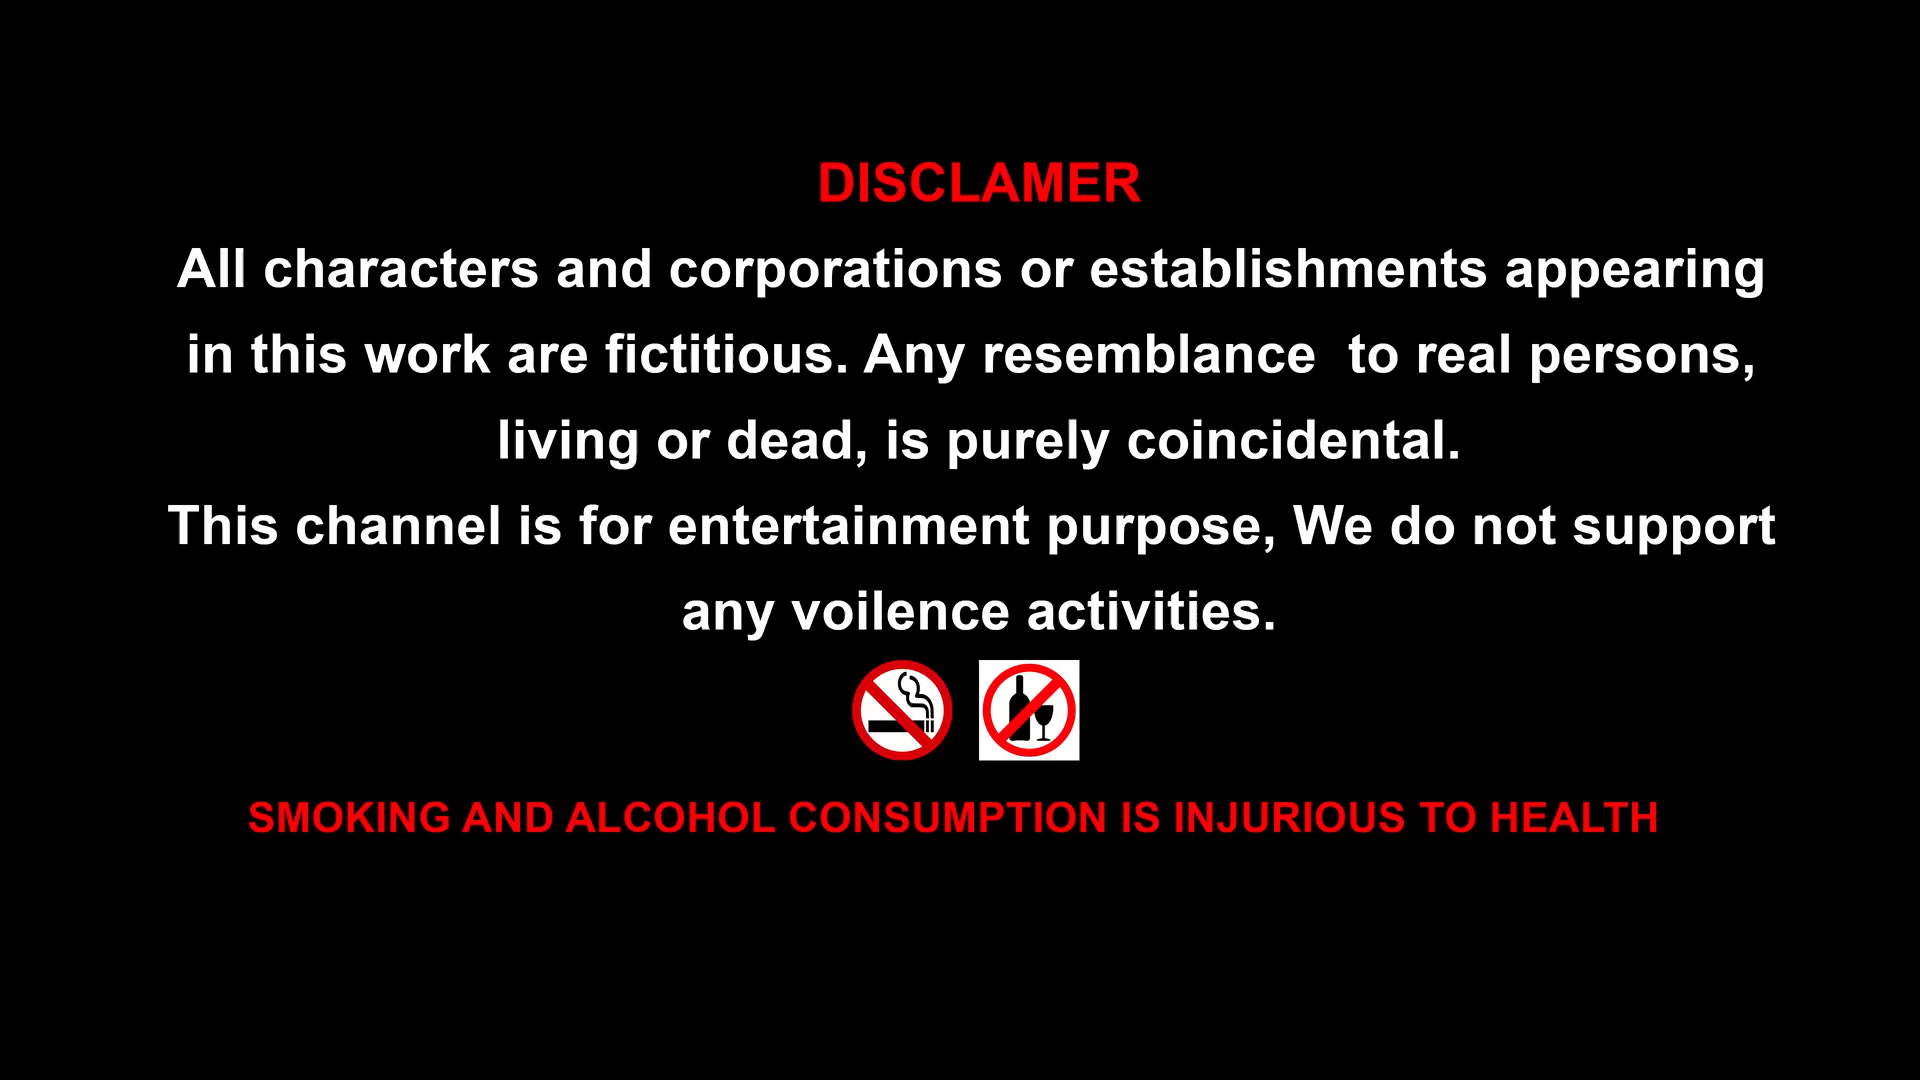 DISCLAMER
All characters and corporations or establishments appearing
in this work are fictitious. Any resemblance  to real persons,
living or dead, is purely coincidental.
This channel is for entertainment purpose, We do not support
any voilence activities.
SMOKING AND ALCOHOL CONSUMPTION IS INJURIOUS TO HEALTH